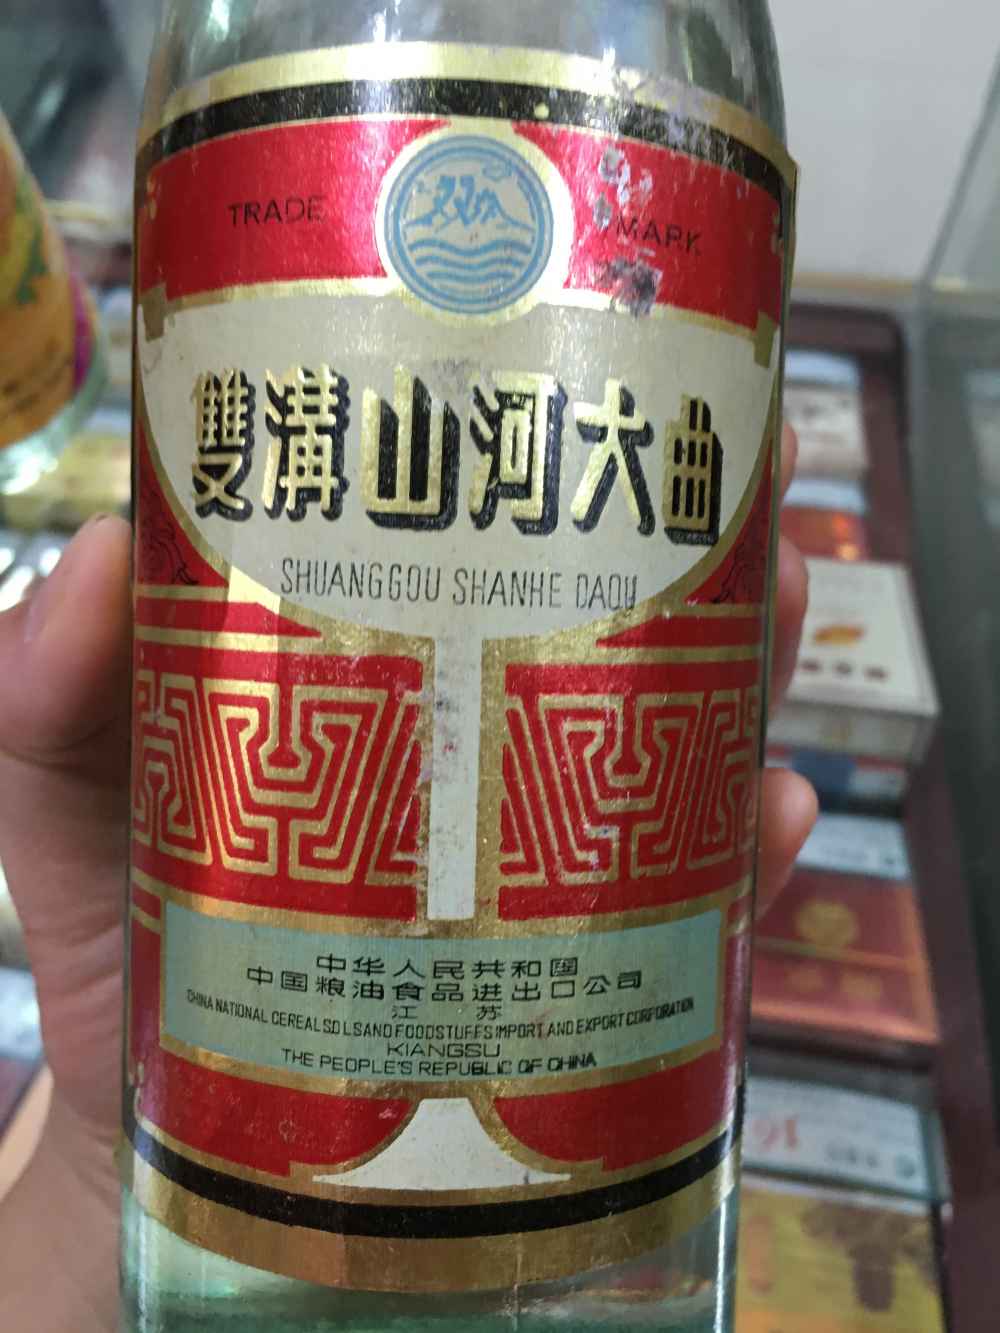 TRADE MARK
雙溝山河大曲
SHUANGGOU SHANHE DAQU
中华人民共和国
中国粮油食品进出口公司
江 苏
CHINA NATIONAL CEREALS OILS AND FOODSTUFFS IMPORT AND EXPORT CORPORATION
KIANGSU
THE PEOPLE'S REPUBLIC OF CHINA